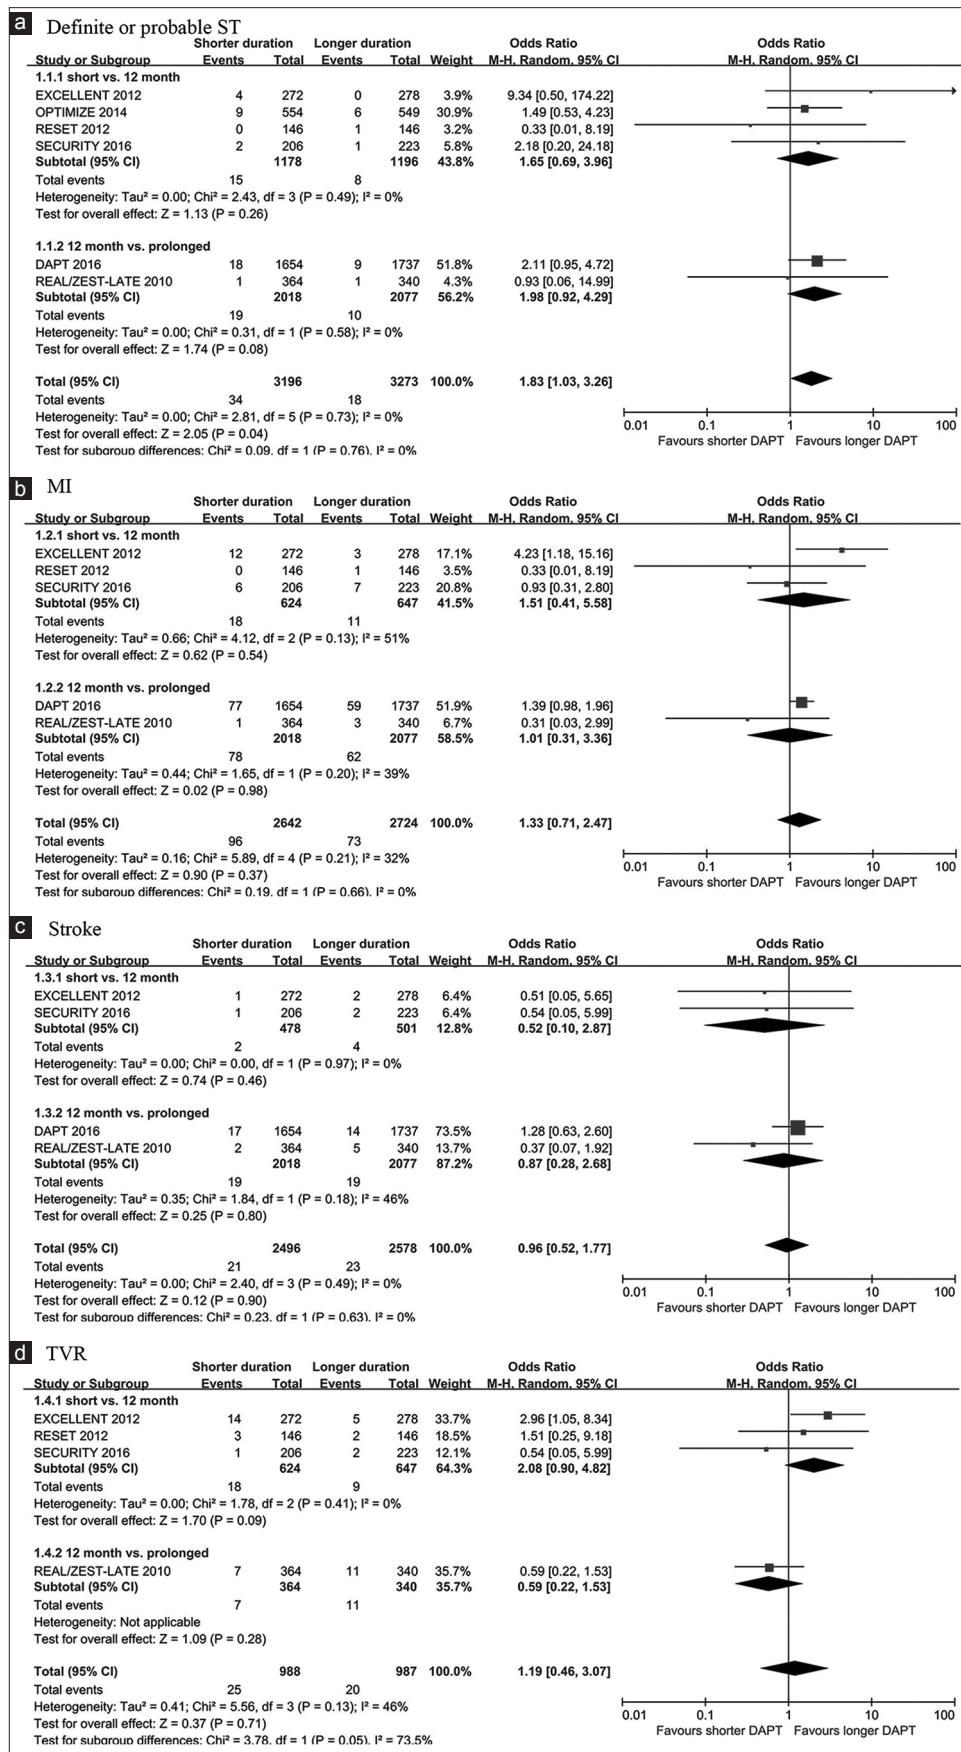 a Definite or probable ST
Shorter duration Longer duration Odds Ratio Odds Ratio
Study or Subgroup Events Total Events Total Weight M-H, Random, 95% CI M-H, Random, 95% CI
1.1.1 short vs. 12 month
EXCELLENT 2012 4 272 0 278 3.9% 9.34 [0.50, 174.22]
OPTIMIZE 2014 9 554 6 549 30.9% 1.49 [0.53, 4.23]
RESET 2012 0 146 1 146 3.2% 0.33 [0.01, 8.19]
SECURITY 2016 2 206 1 223 5.8% 2.18 [0.20, 24.18]
Subtotal (95% CI) 1178 1196 43.8% 1.65 [0.69, 3.96]
Total events 15 8
Heterogeneity: Tau² = 0.00; Chi² = 2.43, df = 3 (P = 0.49); I² = 0%
Test for overall effect: Z = 1.13 (P = 0.26)
1.1.2 12 month vs. prolonged
DAPT 2016 18 1654 9 1737 51.8% 2.11 [0.95, 4.72]
REAL/ZEST-LATE 2010 1 364 1 340 4.3% 0.93 [0.06, 14.99]
Subtotal (95% CI) 2018 2077 56.2% 1.98 [0.92, 4.29]
Total events 19 10
Heterogeneity: Tau² = 0.00; Chi² = 0.31, df = 1 (P = 0.58); I² = 0%
Test for overall effect: Z = 1.74 (P = 0.08)
Total (95% CI) 3196 3273 100.0% 1.83 [1.03, 3.26]
Total events 34 18
Heterogeneity: Tau² = 0.00; Chi² = 2.81, df = 5 (P = 0.73); I² = 0%
Test for overall effect: Z = 2.05 (P = 0.04)
Test for subgroup differences: Chi² = 0.09, df = 1 (P = 0.76), I² = 0%
0.01 0.1 1 10 100
Favours shorter DAPT Favours longer DAPT
b MI
Shorter duration Longer duration Odds Ratio Odds Ratio
Study or Subgroup Events Total Events Total Weight M-H, Random, 95% CI M-H, Random, 95% CI
1.2.1 short vs. 12 month
EXCELLENT 2012 12 272 3 278 17.1% 4.23 [1.18, 15.16]
RESET 2012 0 146 1 146 3.5% 0.33 [0.01, 8.19]
SECURITY 2016 6 206 7 223 20.8% 0.93 [0.31, 2.80]
Subtotal (95% CI) 624 647 41.5% 1.51 [0.41, 5.58]
Total events 18 11
Heterogeneity: Tau² = 0.66; Chi² = 4.12, df = 2 (P = 0.13); I² = 51%
Test for overall effect: Z = 0.62 (P = 0.54)
1.2.2 12 month vs. prolonged
DAPT 2016 77 1654 59 1737 51.9% 1.39 [0.98, 1.96]
REAL/ZEST-LATE 2010 1 364 3 340 6.7% 0.31 [0.03, 2.99]
Subtotal (95% CI) 2018 2077 58.5% 1.01 [0.31, 3.36]
Total events 78 62
Heterogeneity: Tau² = 0.44; Chi² = 1.65, df = 1 (P = 0.20); I² = 39%
Test for overall effect: Z = 0.02 (P = 0.98)
Total (95% CI) 2642 2724 100.0% 1.33 [0.71, 2.47]
Total events 96 73
Heterogeneity: Tau² = 0.16; Chi² = 5.89, df = 4 (P = 0.21); I² = 32%
Test for overall effect: Z = 0.90 (P = 0.37)
Test for subgroup differences: Chi² = 0.19, df = 1 (P = 0.66), I² = 0%
0.01 0.1 1 10 100
Favours shorter DAPT Favours longer DAPT
c Stroke
Shorter duration Longer duration Odds Ratio Odds Ratio
Study or Subgroup Events Total Events Total Weight M-H, Random, 95% CI M-H, Random, 95% CI
1.3.1 short vs. 12 month
EXCELLENT 2012 1 272 2 278 6.4% 0.51 [0.05, 5.65]
SECURITY 2016 1 206 2 223 6.4% 0.54 [0.05, 5.99]
Subtotal (95% CI) 478 501 12.8% 0.52 [0.10, 2.87]
Total events 2 4
Heterogeneity: Tau² = 0.00; Chi² = 0.00, df = 1 (P = 0.97); I² = 0%
Test for overall effect: Z = 0.74 (P = 0.46)
1.3.2 12 month vs. prolonged
DAPT 2016 17 1654 14 1737 73.5% 1.28 [0.63, 2.60]
REAL/ZEST-LATE 2010 2 364 5 340 13.7% 0.37 [0.07, 1.92]
Subtotal (95% CI) 2018 2077 87.2% 0.87 [0.28, 2.68]
Total events 19 19
Heterogeneity: Tau² = 0.35; Chi² = 1.84, df = 1 (P = 0.18); I² = 46%
Test for overall effect: Z = 0.25 (P = 0.80)
Total (95% CI) 2496 2578 100.0% 0.96 [0.52, 1.77]
Total events 21 23
Heterogeneity: Tau² = 0.00; Chi² = 2.40, df = 3 (P = 0.49); I² = 0%
Test for overall effect: Z = 0.12 (P = 0.90)
Test for subgroup differences: Chi² = 0.23, df = 1 (P = 0.63), I² = 0%
0.01 0.1 1 10 100
Favours shorter DAPT Favours longer DAPT
d TVR
Shorter duration Longer duration Odds Ratio Odds Ratio
Study or Subgroup Events Total Events Total Weight M-H, Random, 95% CI M-H, Random, 95% CI
1.4.1 short vs. 12 month
EXCELLENT 2012 14 272 5 278 33.7% 2.96 [1.05, 8.34]
RESET 2012 3 146 2 146 18.5% 1.51 [0.25, 9.18]
SECURITY 2016 1 206 2 223 12.1% 0.54 [0.05, 5.99]
Subtotal (95% CI) 624 647 64.3% 2.08 [0.90, 4.82]
Total events 18 9
Heterogeneity: Tau² = 0.00; Chi² = 1.78, df = 2 (P = 0.41); I² = 0%
Test for overall effect: Z = 1.70 (P = 0.09)
1.4.2 12 month vs. prolonged
REAL/ZEST-LATE 2010 7 364 11 340 35.7% 0.59 [0.22, 1.53]
Subtotal (95% CI) 364 340 35.7% 0.59 [0.22, 1.53]
Total events 7 11
Heterogeneity: Not applicable
Test for overall effect: Z = 1.09 (P = 0.28)
Total (95% CI) 988 987 100.0% 1.19 [0.46, 3.07]
Total events 25 20
Heterogeneity: Tau² = 0.41; Chi² = 5.56, df = 3 (P = 0.13); I² = 46%
Test for overall effect: Z = 0.37 (P = 0.71)
Test for subgroup differences: Chi² = 3.78, df = 1 (P = 0.05), I² = 73.5%
0.01 0.1 1 10 100
Favours shorter DAPT Favours longer DAPT